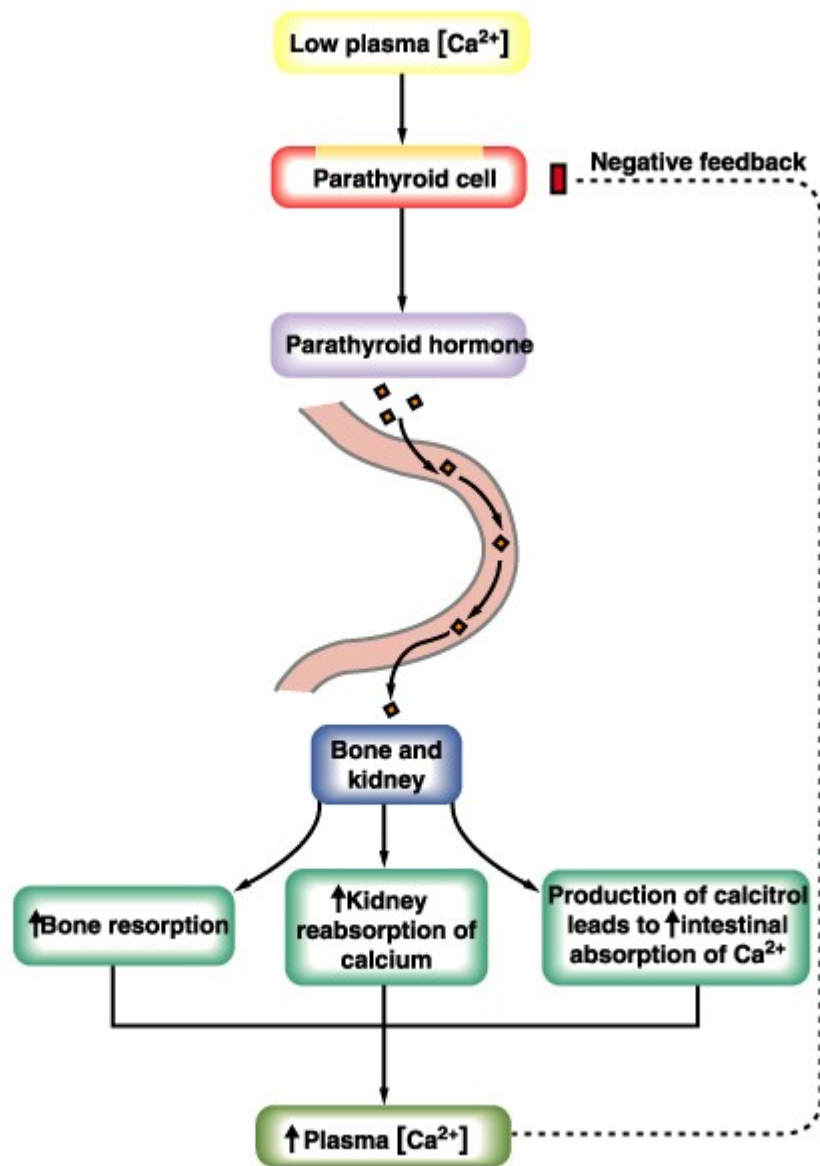 Low plasma [Ca²⁺]
Parathyroid cell
Negative feedback
Parathyroid hormone
Bone and
kidney
↑Bone resorption
↑Kidney
reabsorption of
calcium
Production of calcitrol
leads to ↑intestinal
absorption of Ca²⁺
↑Plasma [Ca²⁺]